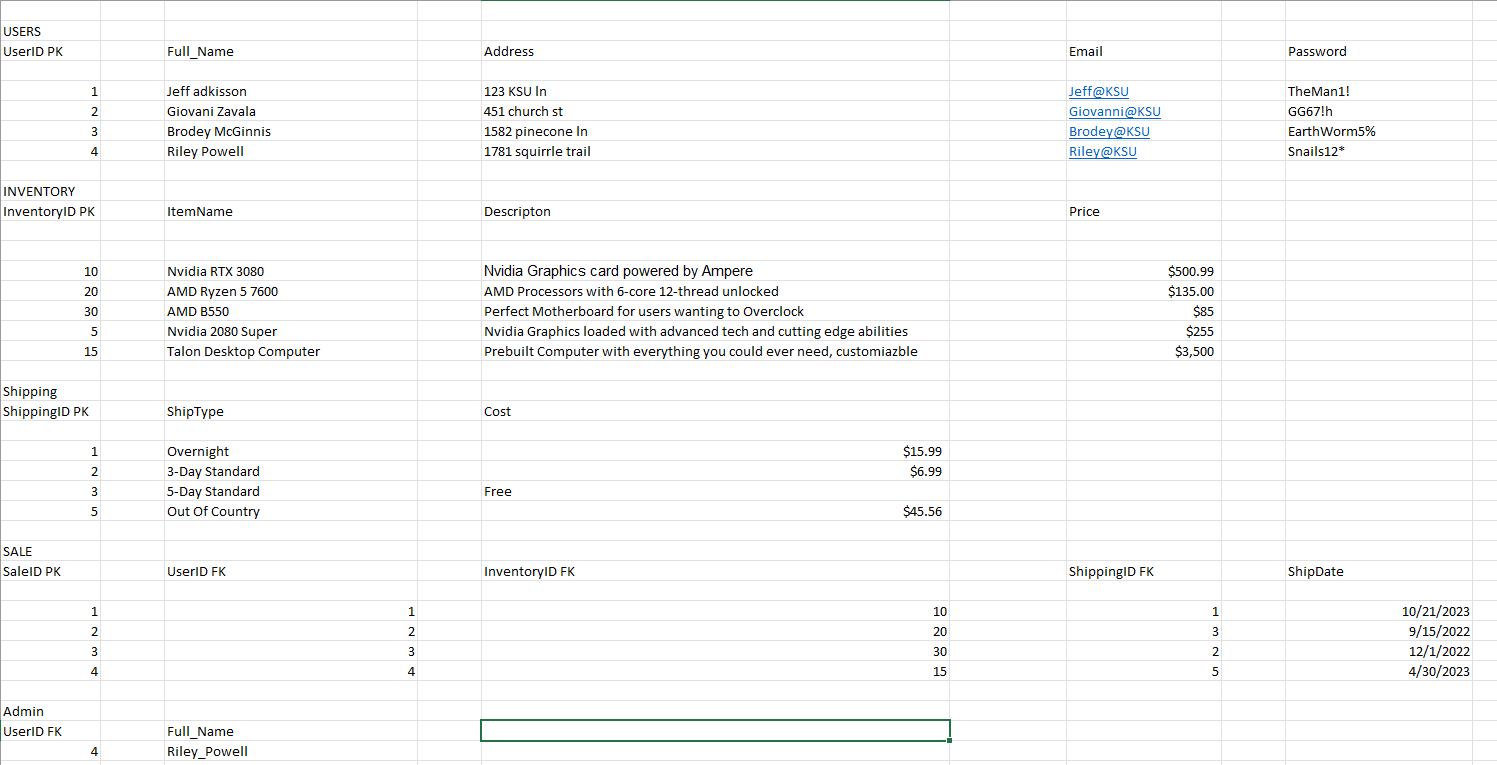 USERS
UserID PK Full_Name Address Email Password
1 Jeff adkisson 123 KSU ln Jeff@KSU TheMan1!
2 Giovani Zavala 451 church st Giovanni@KSU GG67!h
3 Brodey McGinnis 1582 pinecone ln Brodey@KSU EarthWorm5%
4 Riley Powell 1781 squirrle trail Riley@KSU Snails12*
INVENTORY
InventoryID PK ItemName Descripton Price
10 Nvidia RTX 3080 Nvidia Graphics card powered by Ampere $500.99
20 AMD Ryzen 5 7600 AMD Processors with 6-core 12-thread unlocked $135.00
30 AMD B550 Perfect Motherboard for users wanting to Overclock $85
5 Nvidia 2080 Super Nvidia Graphics loaded with advanced tech and cutting edge abilities $255
15 Talon Desktop Computer Prebuilt Computer with everything you could ever need, customiazble $3,500
Shipping
ShippingID PK ShipType Cost
1 Overnight $15.99
2 3-Day Standard $6.99
3 5-Day Standard Free
5 Out Of Country $45.56
SALE
SaleID PK UserID FK InventoryID FK ShippingID FK ShipDate
1 1 10 1 10/21/2023
2 2 20 3 9/15/2022
3 3 30 2 12/1/2022
4 4 15 5 4/30/2023
Admin
UserID FK Full_Name
4 Riley_Powell